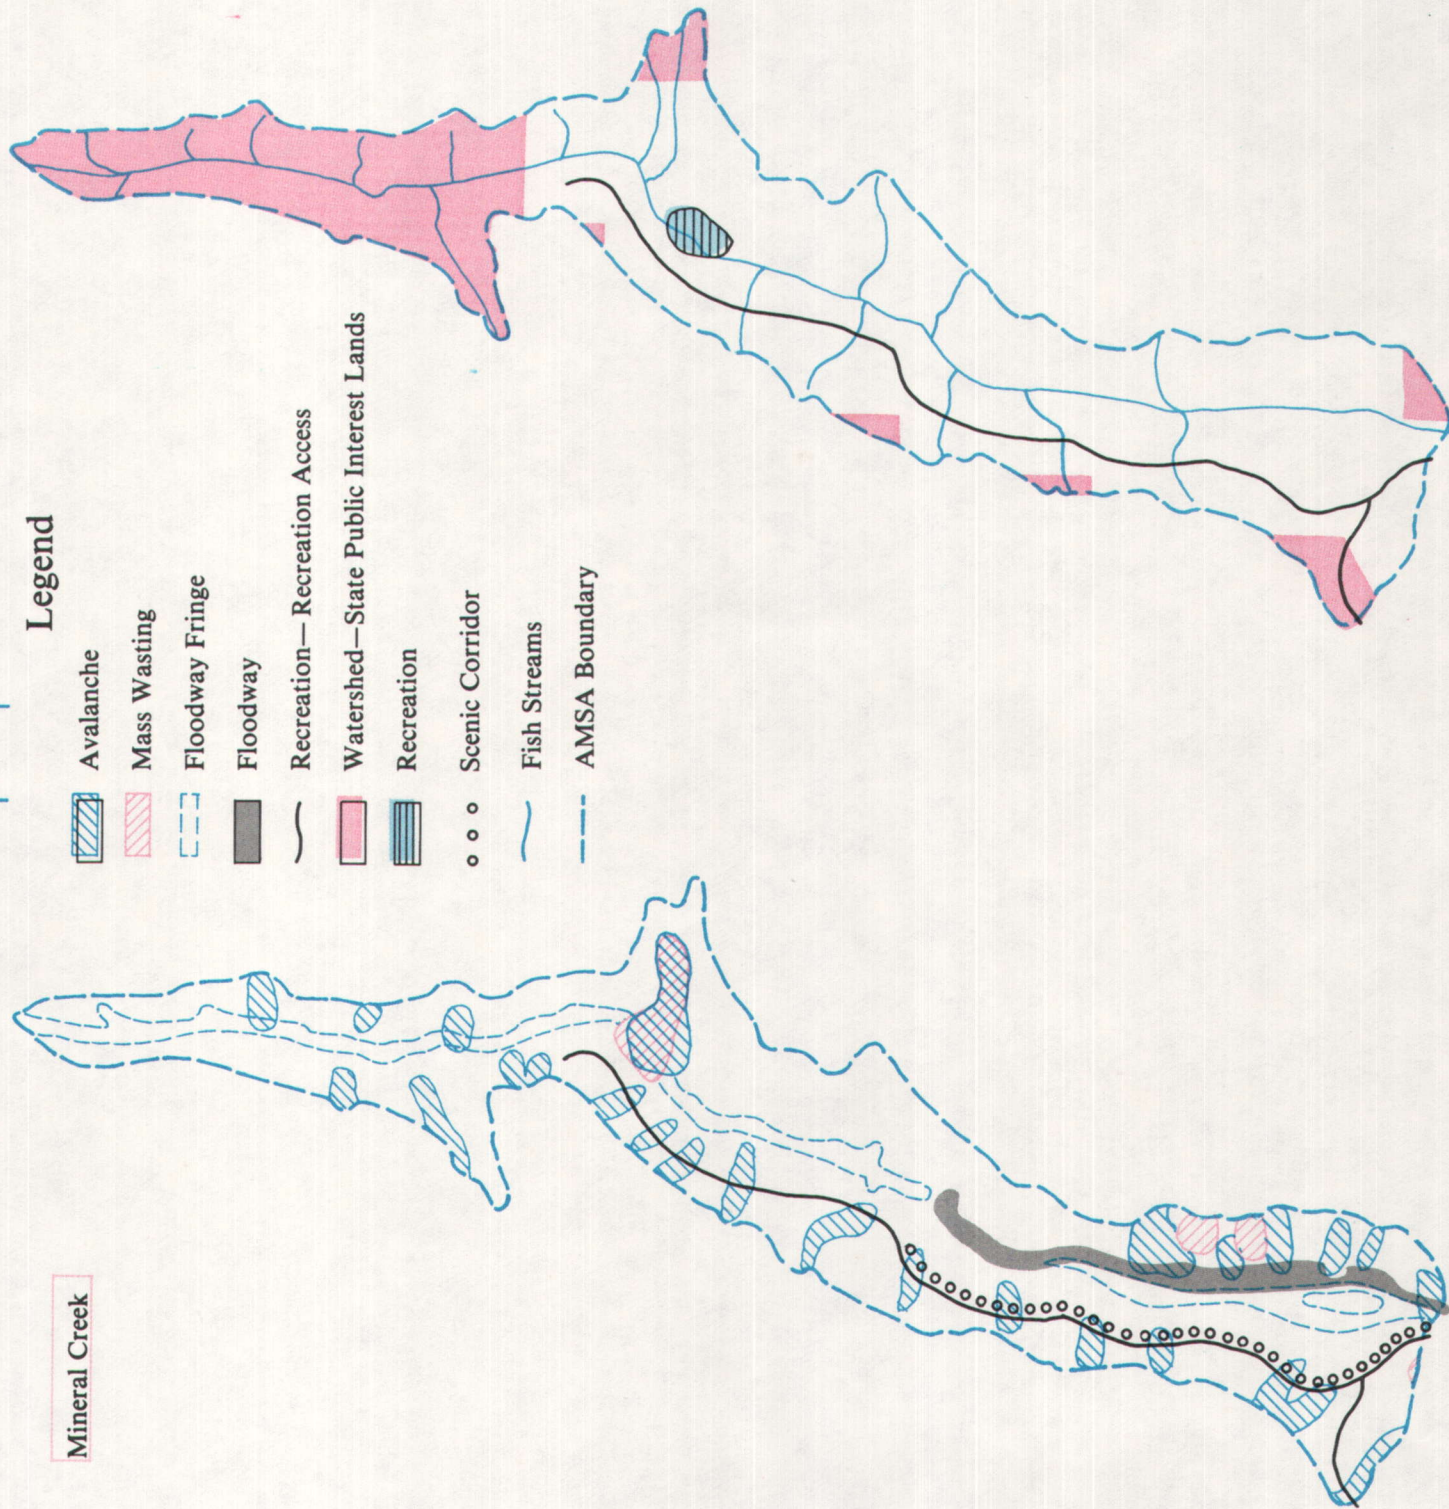 Mineral Creek
Legend
Avalanche
Mass Wasting
Floodway Fringe
Floodway
Recreation—Recreation Access
Watershed—State Public Interest Lands
Recreation
Scenic Corridor
Fish Streams
AMSA Boundary